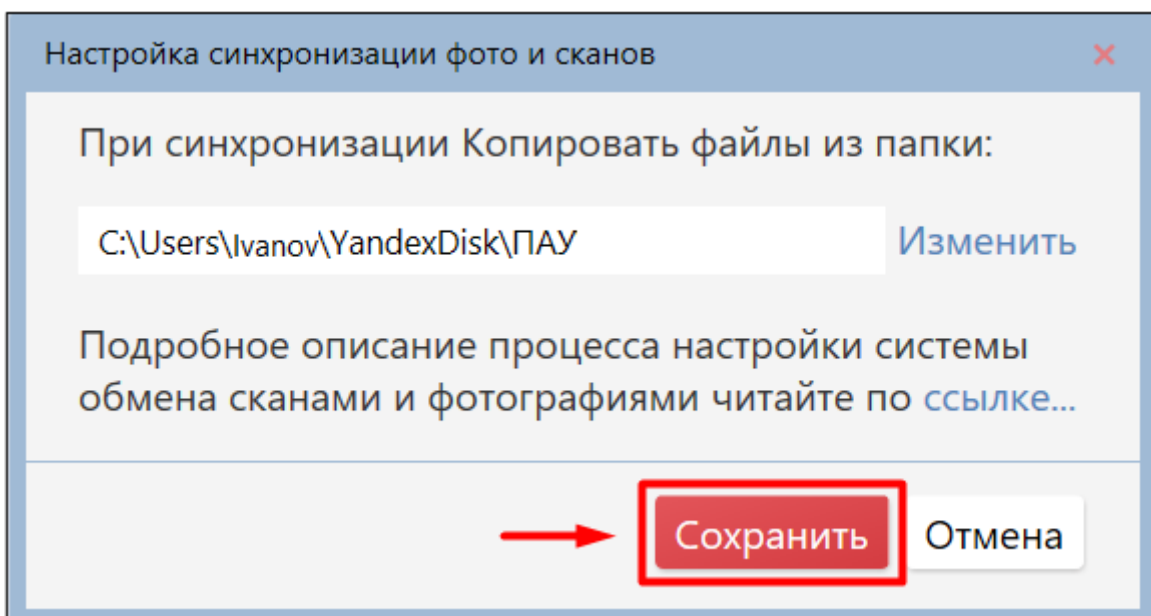 Настройка синхронизации фото и сканов
При синхронизации Копировать файлы из папки:
C:\Users\Ivanov\YandexDisk\ПАУ Изменить
Подробное описание процесса настройки системы
обмена сканами и фотографиями читайте по ссылке...
Сохранить Отмена